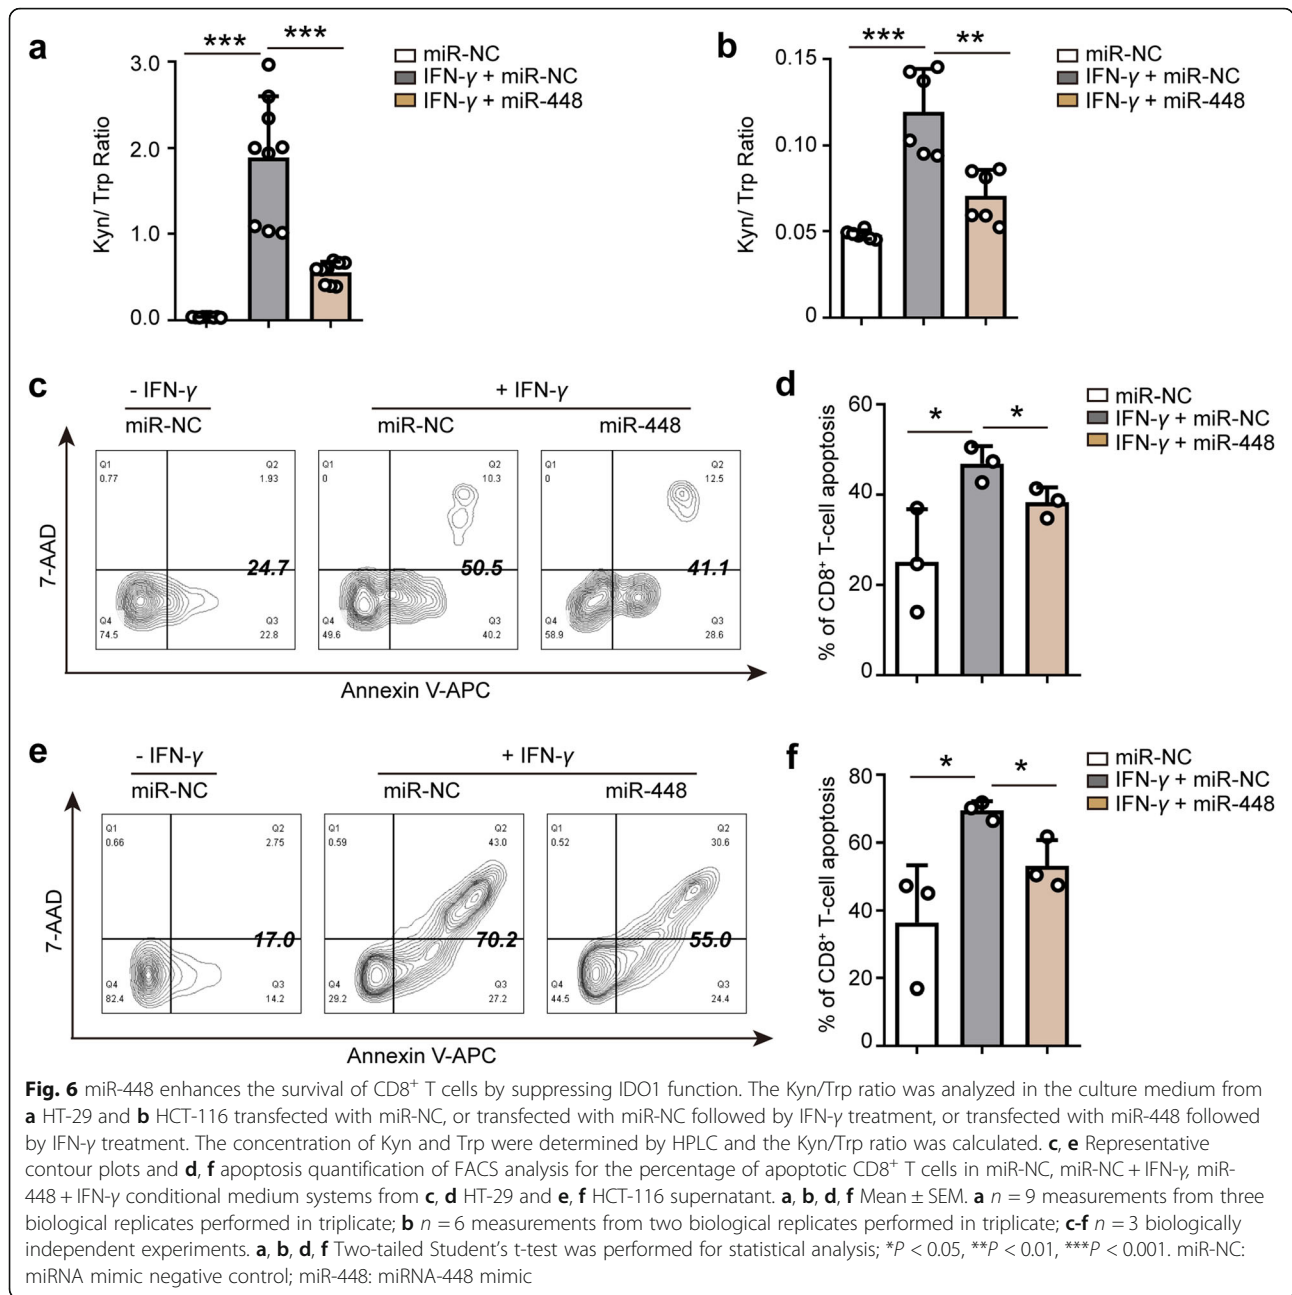 a
***
***
3.0
2.0
1.0
0.0
Kyn/ Trp Ratio
miR-NC
IFN-γ + miR-NC
IFN-γ + miR-448
b
***
**
0.15
0.10
0.05
0
Kyn/ Trp Ratio
miR-NC
IFN-γ + miR-NC
IFN-γ + miR-448
c
- IFN-γ
+ IFN-γ
miR-NC
miR-NC
miR-448
Q1
0.77
Q2
1.93
24.7
Q4
74.5
Q3
22.8
Q1
0
Q2
10.3
50.5
Q4
49.6
Q3
40.2
Q1
0
Q2
12.5
41.1
Q4
58.9
Q3
28.6
7-AAD
Annexin V-APC
d
*
*
60
40
20
0
% of CD8⁺ T-cell apoptosis
miR-NC
IFN-γ + miR-NC
IFN-γ + miR-448
e
- IFN-γ
+ IFN-γ
miR-NC
miR-NC
miR-448
Q1
0.66
Q2
2.75
17.0
Q4
82.4
Q3
14.2
Q1
0.59
Q2
43.0
70.2
Q4
29.2
Q3
27.2
Q1
0.52
Q2
30.6
55.0
Q4
44.5
Q3
24.4
7-AAD
Annexin V-APC
f
*
*
80
60
40
20
0
% of CD8⁺ T-cell apoptosis
miR-NC
IFN-γ + miR-NC
IFN-γ + miR-448
Fig. 6 miR-448 enhances the survival of CD8⁺ T cells by suppressing IDO1 function. The Kyn/Trp ratio was analyzed in the culture medium from
a HT-29 and b HCT-116 transfected with miR-NC, or transfected with miR-NC followed by IFN-γ treatment, or transfected with miR-448 followed
by IFN-γ treatment. The concentration of Kyn and Trp were determined by HPLC and the Kyn/Trp ratio was calculated. c, e Representative
contour plots and d, f apoptosis quantification of FACS analysis for the percentage of apoptotic CD8⁺ T cells in miR-NC, miR-NC + IFN-γ, miR-
448 + IFN-γ conditional medium systems from c, d HT-29 and e, f HCT-116 supernatant. a, b, d, f Mean ± SEM. a n = 9 measurements from three
biological replicates performed in triplicate; b n = 6 measurements from two biological replicates performed in triplicate; c-f n = 3 biologically
independent experiments. a, b, d, f Two-tailed Student's t-test was performed for statistical analysis; *P < 0.05, **P < 0.01, ***P < 0.001. miR-NC:
miRNA mimic negative control; miR-448: miRNA-448 mimic